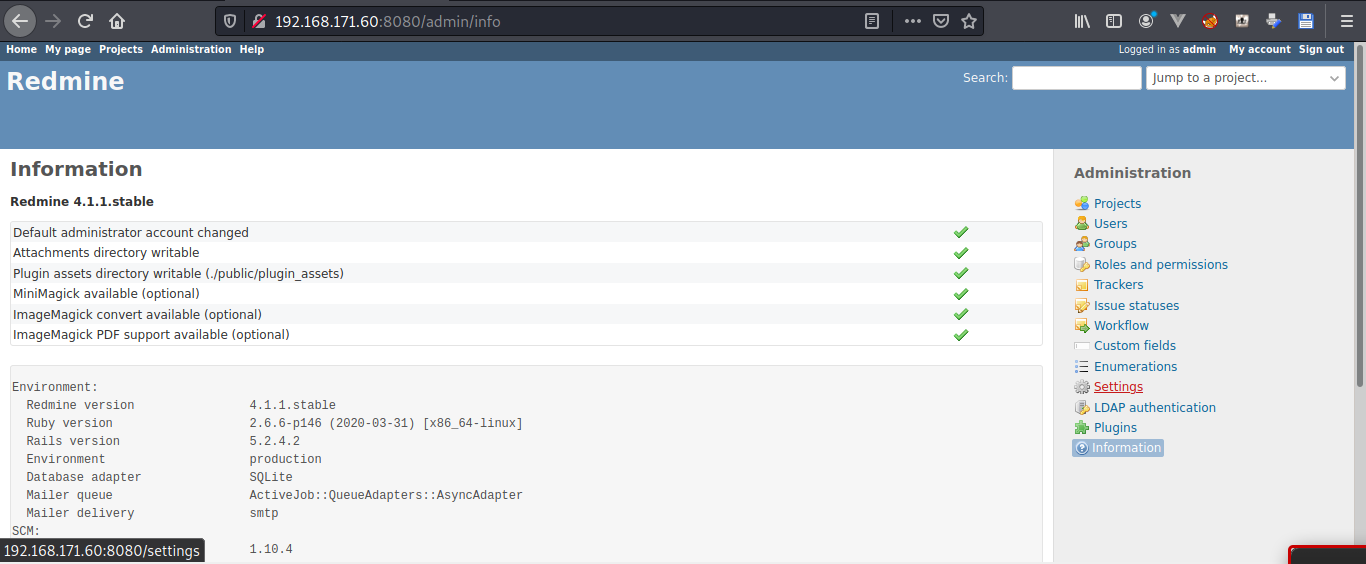 192.168.171.60:8080/admin/info
Home My page Projects Administration Help
Logged in as admin My account Sign out
Redmine
Search: Jump to a project...
Information
Redmine 4.1.1.stable
Default administrator account changed
Attachments directory writable
Plugin assets directory writable (./public/plugin_assets)
MiniMagick available (optional)
ImageMagick convert available (optional)
ImageMagick PDF support available (optional)
Environment:
Redmine version 4.1.1.stable
Ruby version 2.6.6-p146 (2020-03-31) [x86_64-linux]
Rails version 5.2.4.2
Environment production
Database adapter SQLite
Mailer queue ActiveJob::QueueAdapters::AsyncAdapter
Mailer delivery smtp
SCM:
1.10.4
192.168.171.60:8080/settings
Administration
Projects
Users
Groups
Roles and permissions
Trackers
Issue statuses
Workflow
Custom fields
Enumerations
Settings
LDAP authentication
Plugins
Information